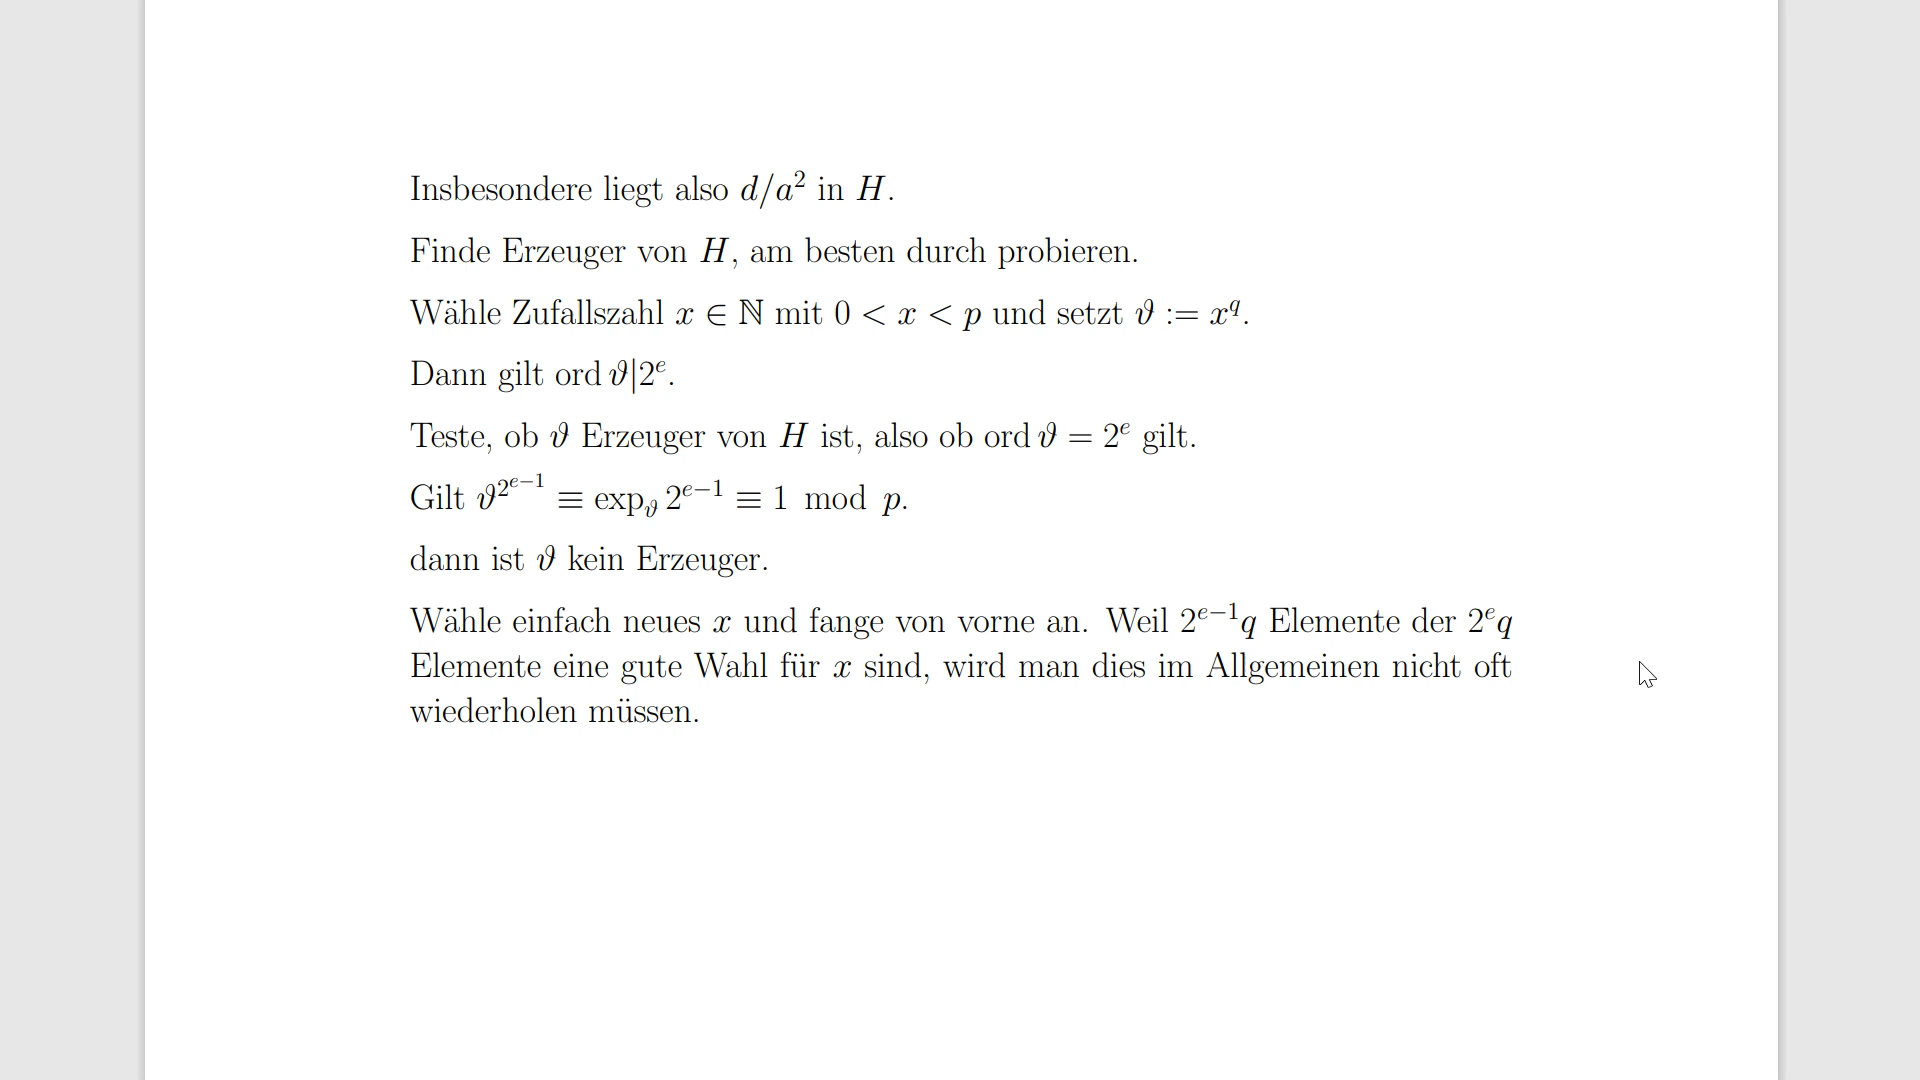 Insbesondere liegt also d/a² in H.
Finde Erzeuger von H, am besten durch probieren.
Wähle Zufallszahl x ∈ ℕ mit 0 < x < p und setzt ϑ := x^q.
Dann gilt ord ϑ|2^e.
Teste, ob ϑ Erzeuger von H ist, also ob ord ϑ = 2^e gilt.
Gilt ϑ^{2^{e−1}} ≡ exp_ϑ 2^{e−1} ≡ 1 mod p.
dann ist ϑ kein Erzeuger.
Wähle einfach neues x und fange von vorne an. Weil 2^{e−1}q Elemente der 2^e q
Elemente eine gute Wahl für x sind, wird man dies im Allgemeinen nicht oft
wiederholen müssen.